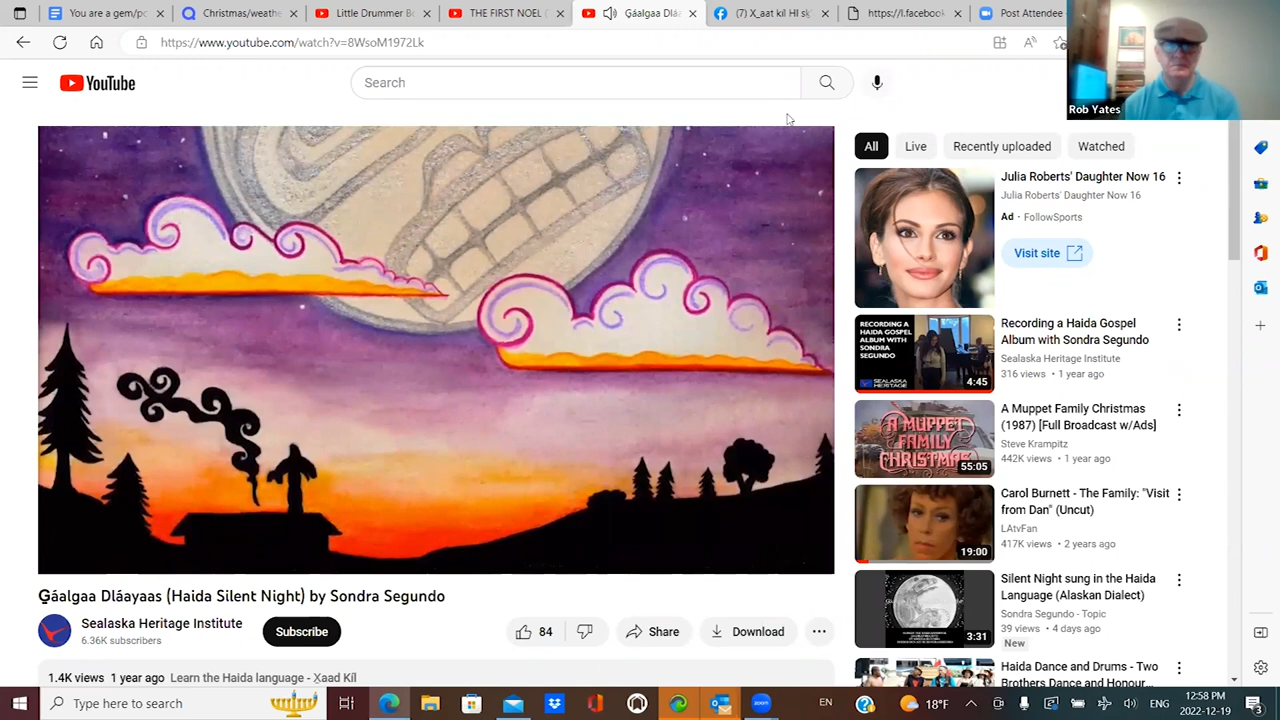 You are a gem/pc
Christmas/weathe
Little Drummer Bo
THE FIRST NOEL (
G̱áalgaa Dláa
(7) X_aat kil HI sk
https://l.facebook
Post Attendee
https://www.youtube.com/watch?v=8WsoM1972Lk
YouTube
Search
Rob Yates
All
Live
Recently uploaded
Watched
Julia Roberts' Daughter Now 16
Julia Roberts' Daughter Now 16
Ad · FollowSports
Visit site
RECORDING A
HAIDA GOSPEL
ALBUM WITH
SONDRA
SEGUNDO
SEALASKA
HERITAGE
4:45
Recording a Haida Gospel
Album with Sondra Segundo
Sealaska Heritage Institute
316 views • 1 year ago
A MUPPET
FAMILY
CHRISTMAS
55:05
A Muppet Family Christmas
(1987) [Full Broadcast w/Ads]
Steve Krampitz
442K views • 1 year ago
19:00
Carol Burnett - The Family: "Visit
from Dan" (Uncut)
LAtvFan
417K views • 2 years ago
3:31
Silent Night sung in the Haida
Language (Alaskan Dialect)
Sondra Segundo - Topic
39 views • 4 days ago
New
Haida Dance and Drums - Two
Brothers Dance and Honour...
G̱áalgaa Dláayaas (Haida Silent Night) by Sondra Segundo
Sealaska Heritage Institute
6.36K subscribers
Subscribe
84
Share
Download
1.4K views 1 year ago Learn the Haida language - X̱aad Kíl
Type here to search
zoom
EN
18°F
ENG
12:58 PM
2022-12-19
3